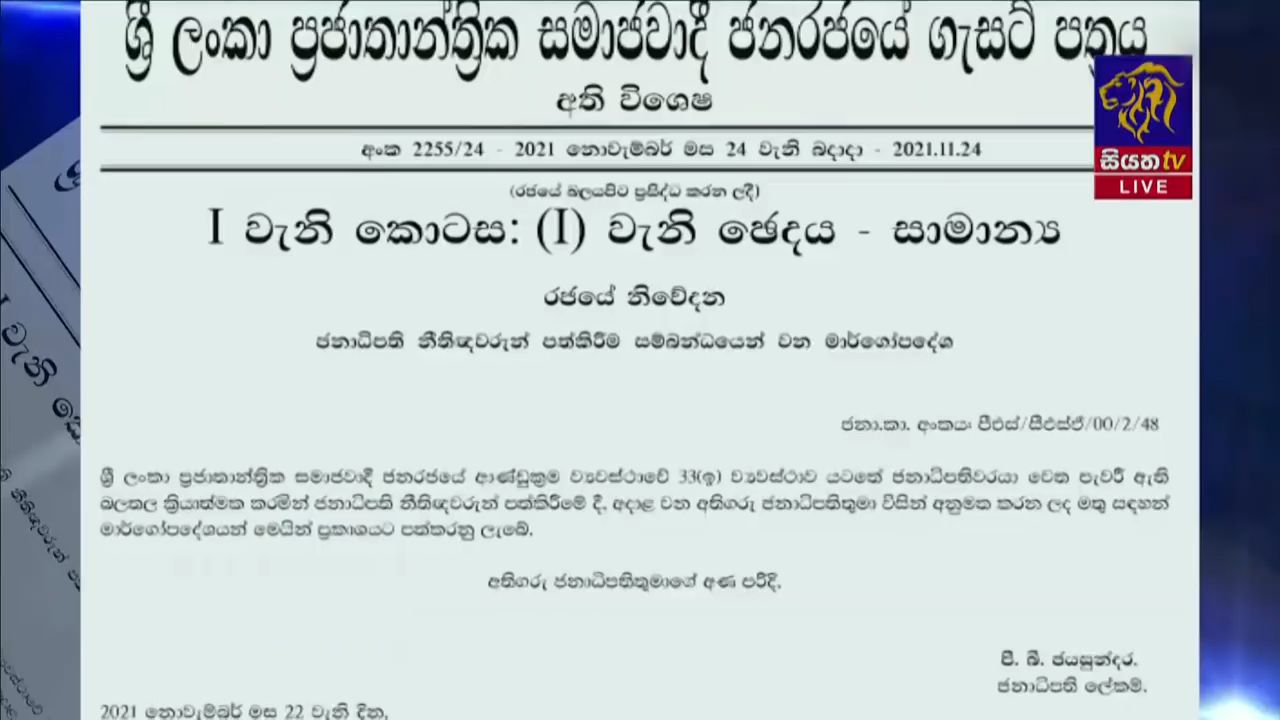 ශ්‍රී ලංකා ප්‍රජාතාන්ත්‍රික සමාජවාදී ජනරජයේ ගැසට් පත්‍රය
අති විශෙෂ
අංක 2255/24 - 2021 නොවැම්බර් මස 24 වැනි බදාදා - 2021.11.24
(රජයේ බලයපිට ප්‍රසිද්ධ කරන ලදී)
I වැනි කොටස: (I) වැනි ඡෙදය - සාමාන්‍ය
රජයේ නිවේදන
ජනාධිපති නීතිඥවරුන් පත්කිරීම සම්බන්ධයෙන් වන මාර්ගෝපදේශ
ජනා.කා. අංකය: පීඑස්/සීඑස්ඒ/00/2/48
ශ්‍රී ලංකා ප්‍රජාතාන්ත්‍රික සමාජවාදී ජනරජයේ ආණ්ඩුක්‍රම ව්‍යවස්ථාවේ 33(ඉ) ව්‍යවස්ථාව යටතේ ජනාධිපතිවරයා වෙත පැවරී ඇති
බලතල ක්‍රියාත්මක කරමින් ජනාධිපති නීතිඥවරුන් පත්කිරීමේ දී, අදාළ වන අතිගරු ජනාධිපතිතුමා විසින් අනුමත කරන ලද මතු සඳහන්
මාර්ගෝපදේශයන් මෙයින් ප්‍රකාශයට පත්කරනු ලැබේ.
අතිගරු ජනාධිපතිතුමාගේ අණ පරිදි,
පී. බී. ජයසුන්දර,
ජනාධිපති ලේකම්.
2021 නොවැම්බර් මස 22 වැනි දින,
සියත tv
LIVE
I වැනි